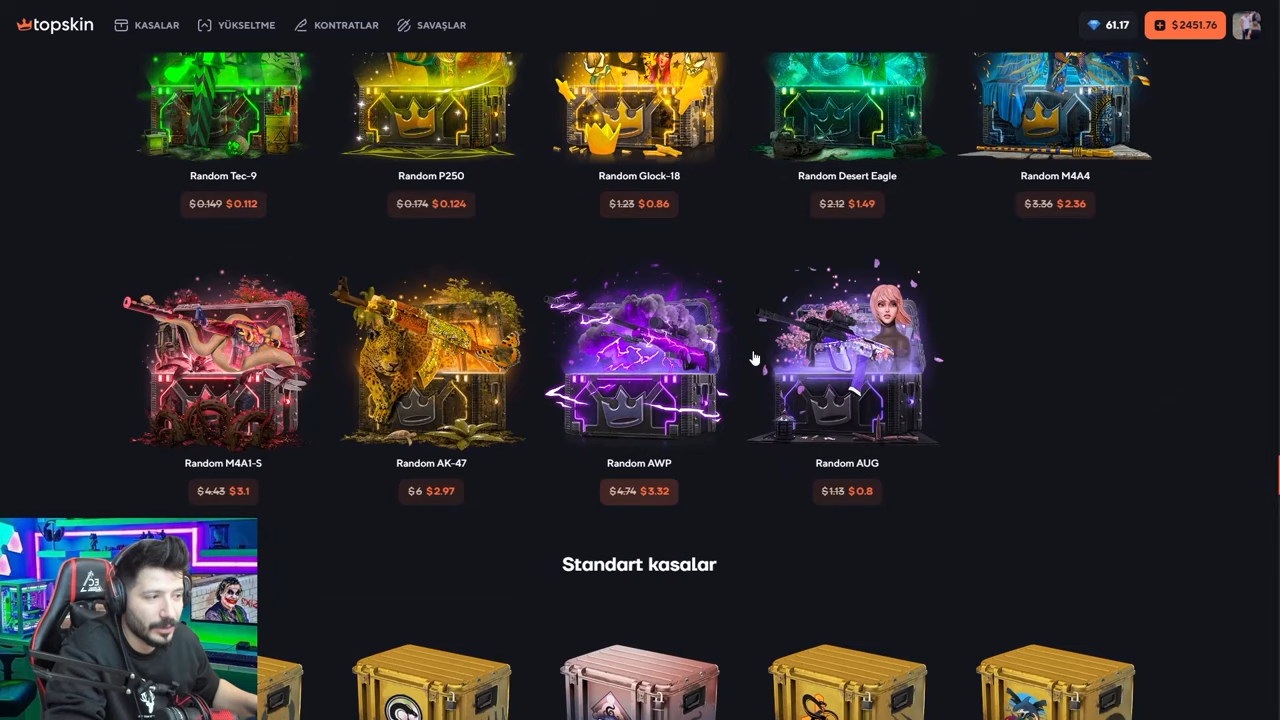 topskin
KASALAR
YÜKSELTME
KONTRATLAR
SAVAŞLAR
61.17
$2451.76
Random Tec-9
Random P250
Random Glock-18
Random Desert Eagle
Random M4A4
$0.149 $0.112
$0.174 $0.124
$1.23 $0.86
$2.12 $1.49
$3.36 $2.36
Random M4A1-S
Random AK-47
Random AWP
Random AUG
$4.43 $3.1
$6 $2.97
$4.74 $3.32
$1.13 $0.8
Standart kasalar